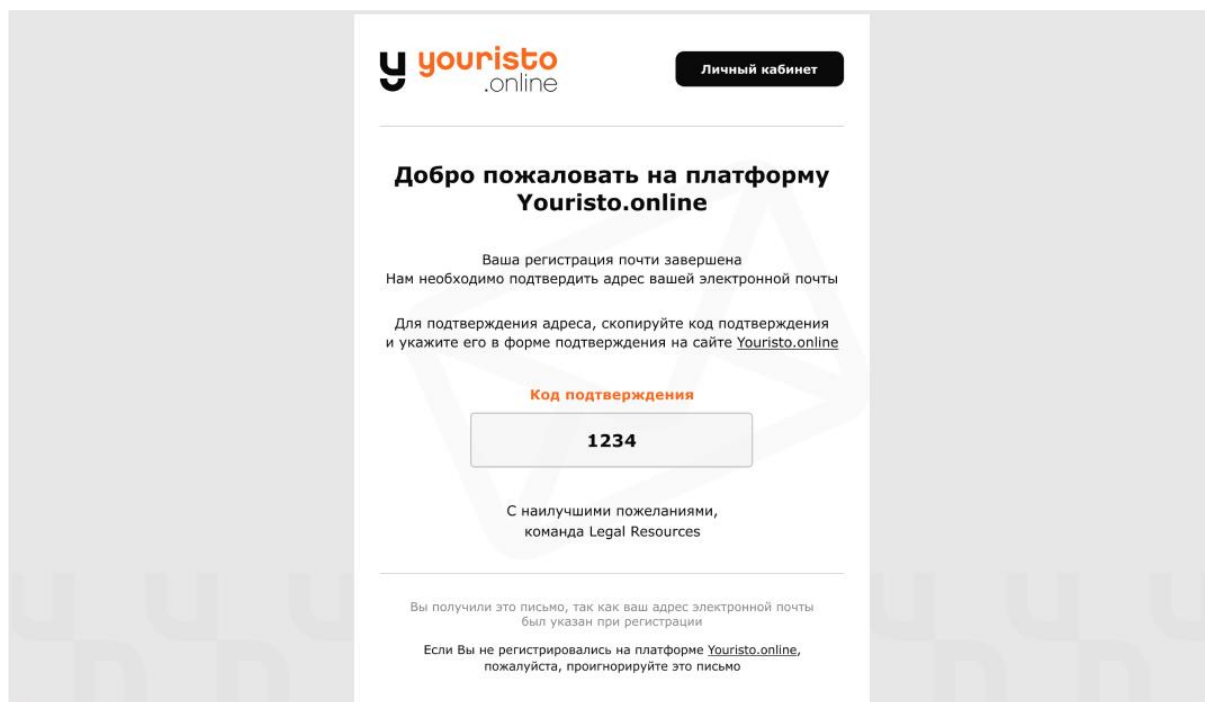 youristo
.online
Личный кабинет
Добро пожаловать на платформу
Youristo.online
Ваша регистрация почти завершена
Нам необходимо подтвердить адрес вашей электронной почты
Для подтверждения адреса, скопируйте код подтверждения
и укажите его в форме подтверждения на сайте Youristo.online
Код подтверждения
1234
С наилучшими пожеланиями,
команда Legal Resources
Вы получили это письмо, так как ваш адрес электронной почты
был указан при регистрации
Если Вы не регистрировались на платформе Youristo.online,
пожалуйста, проигнорируйте это письмо